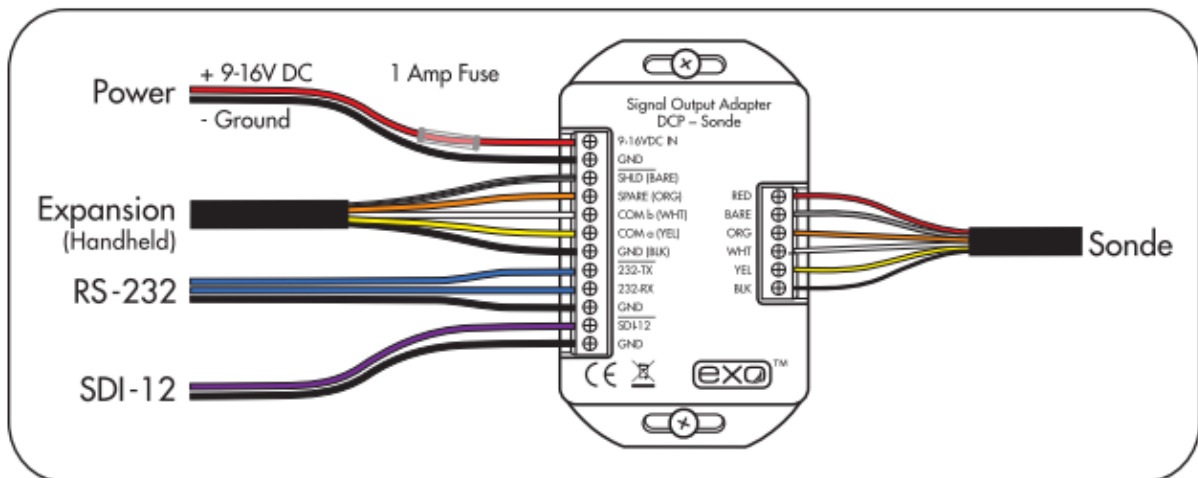 Power
+ 9-16V DC
- Ground
1 Amp Fuse
Expansion
(Handheld)
RS-232
SDI-12
Signal Output Adapter
DCP – Sonde
9-16VDC IN
GND
SHLD (BARE)
SPARE (ORG)
COM b (WHT)
COM a (YEL)
GND (BLK)
232-TX
232-RX
GND
SDI-12
GND
RED
BARE
ORG
WHT
YEL
BLK
CE
exo™
Sonde